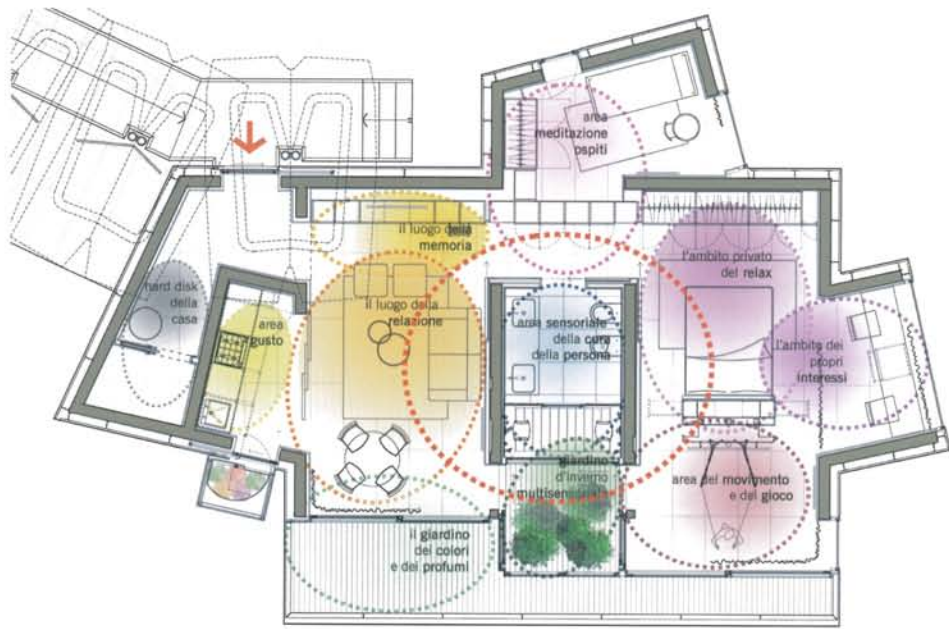 area
meditazione
ospiti
il luogo della
memoria
l'ambito privato
del relax
hard disk
della
casa
il luogo della
relazione
area
gusto
area sensoriale
della cura
della persona
l'ambito dei
propri
interessi
giardino
d'inverno
area del movimento
e del gioco
il giardino
dei colori
e dei profumi